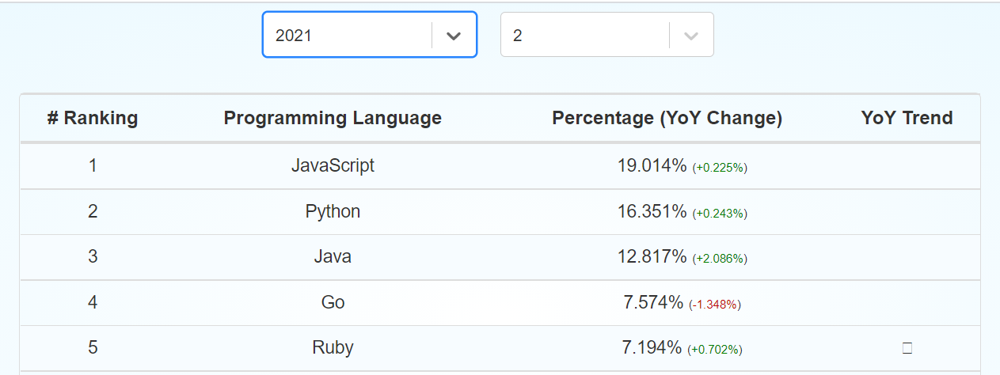 2021 2
# Ranking Programming Language Percentage (YoY Change) YoY Trend
1 JavaScript 19.014% (+0.225%)
2 Python 16.351% (+0.243%)
3 Java 12.817% (+2.086%)
4 Go 7.574% (-1.348%)
5 Ruby 7.194% (+0.702%)